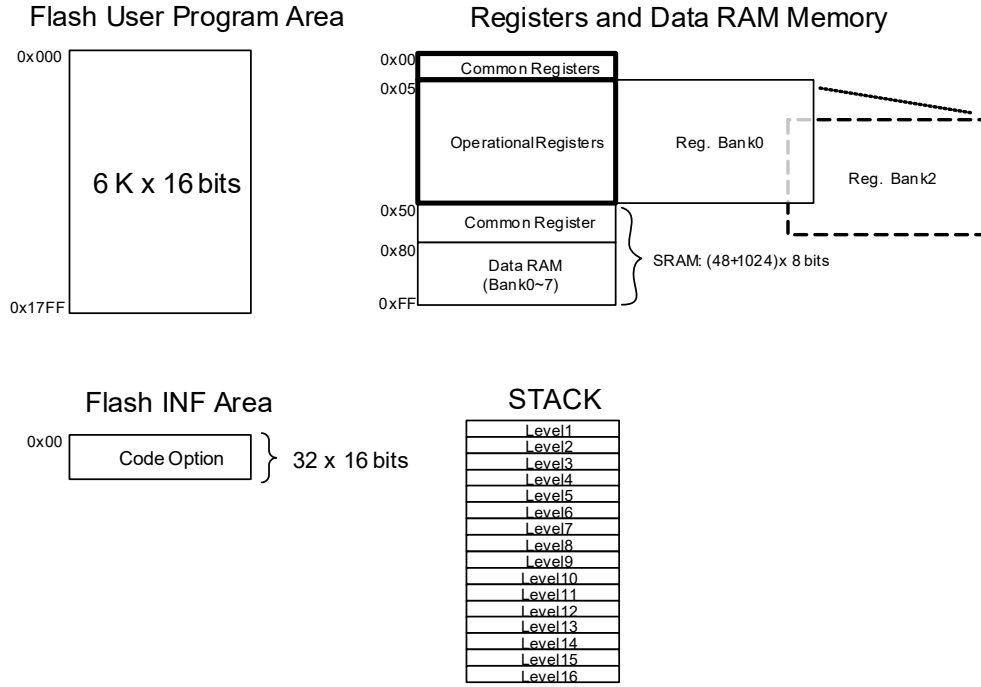 Flash User Program Area
0x000
6 K x 16 bits
0x17FF
Registers and Data RAM Memory
0x00
Common Registers
0x05
Operational Registers
Reg. Bank0
Reg. Bank2
0x50
Common Register
0x80
Data RAM
(Bank0~7)
0xFF
SRAM: (48+1024)x 8 bits
Flash INF Area
0x00
Code Option
32 x 16 bits
STACK
Level1
Level2
Level3
Level4
Level5
Level6
Level7
Level8
Level9
Level10
Level11
Level12
Level13
Level14
Level15
Level16